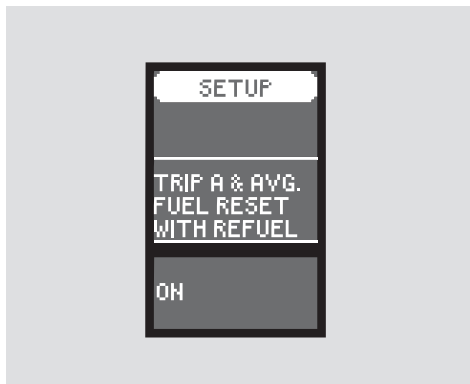 SETUP
TRIP A & AVG.
FUEL RESET
WITH REFUEL
ON